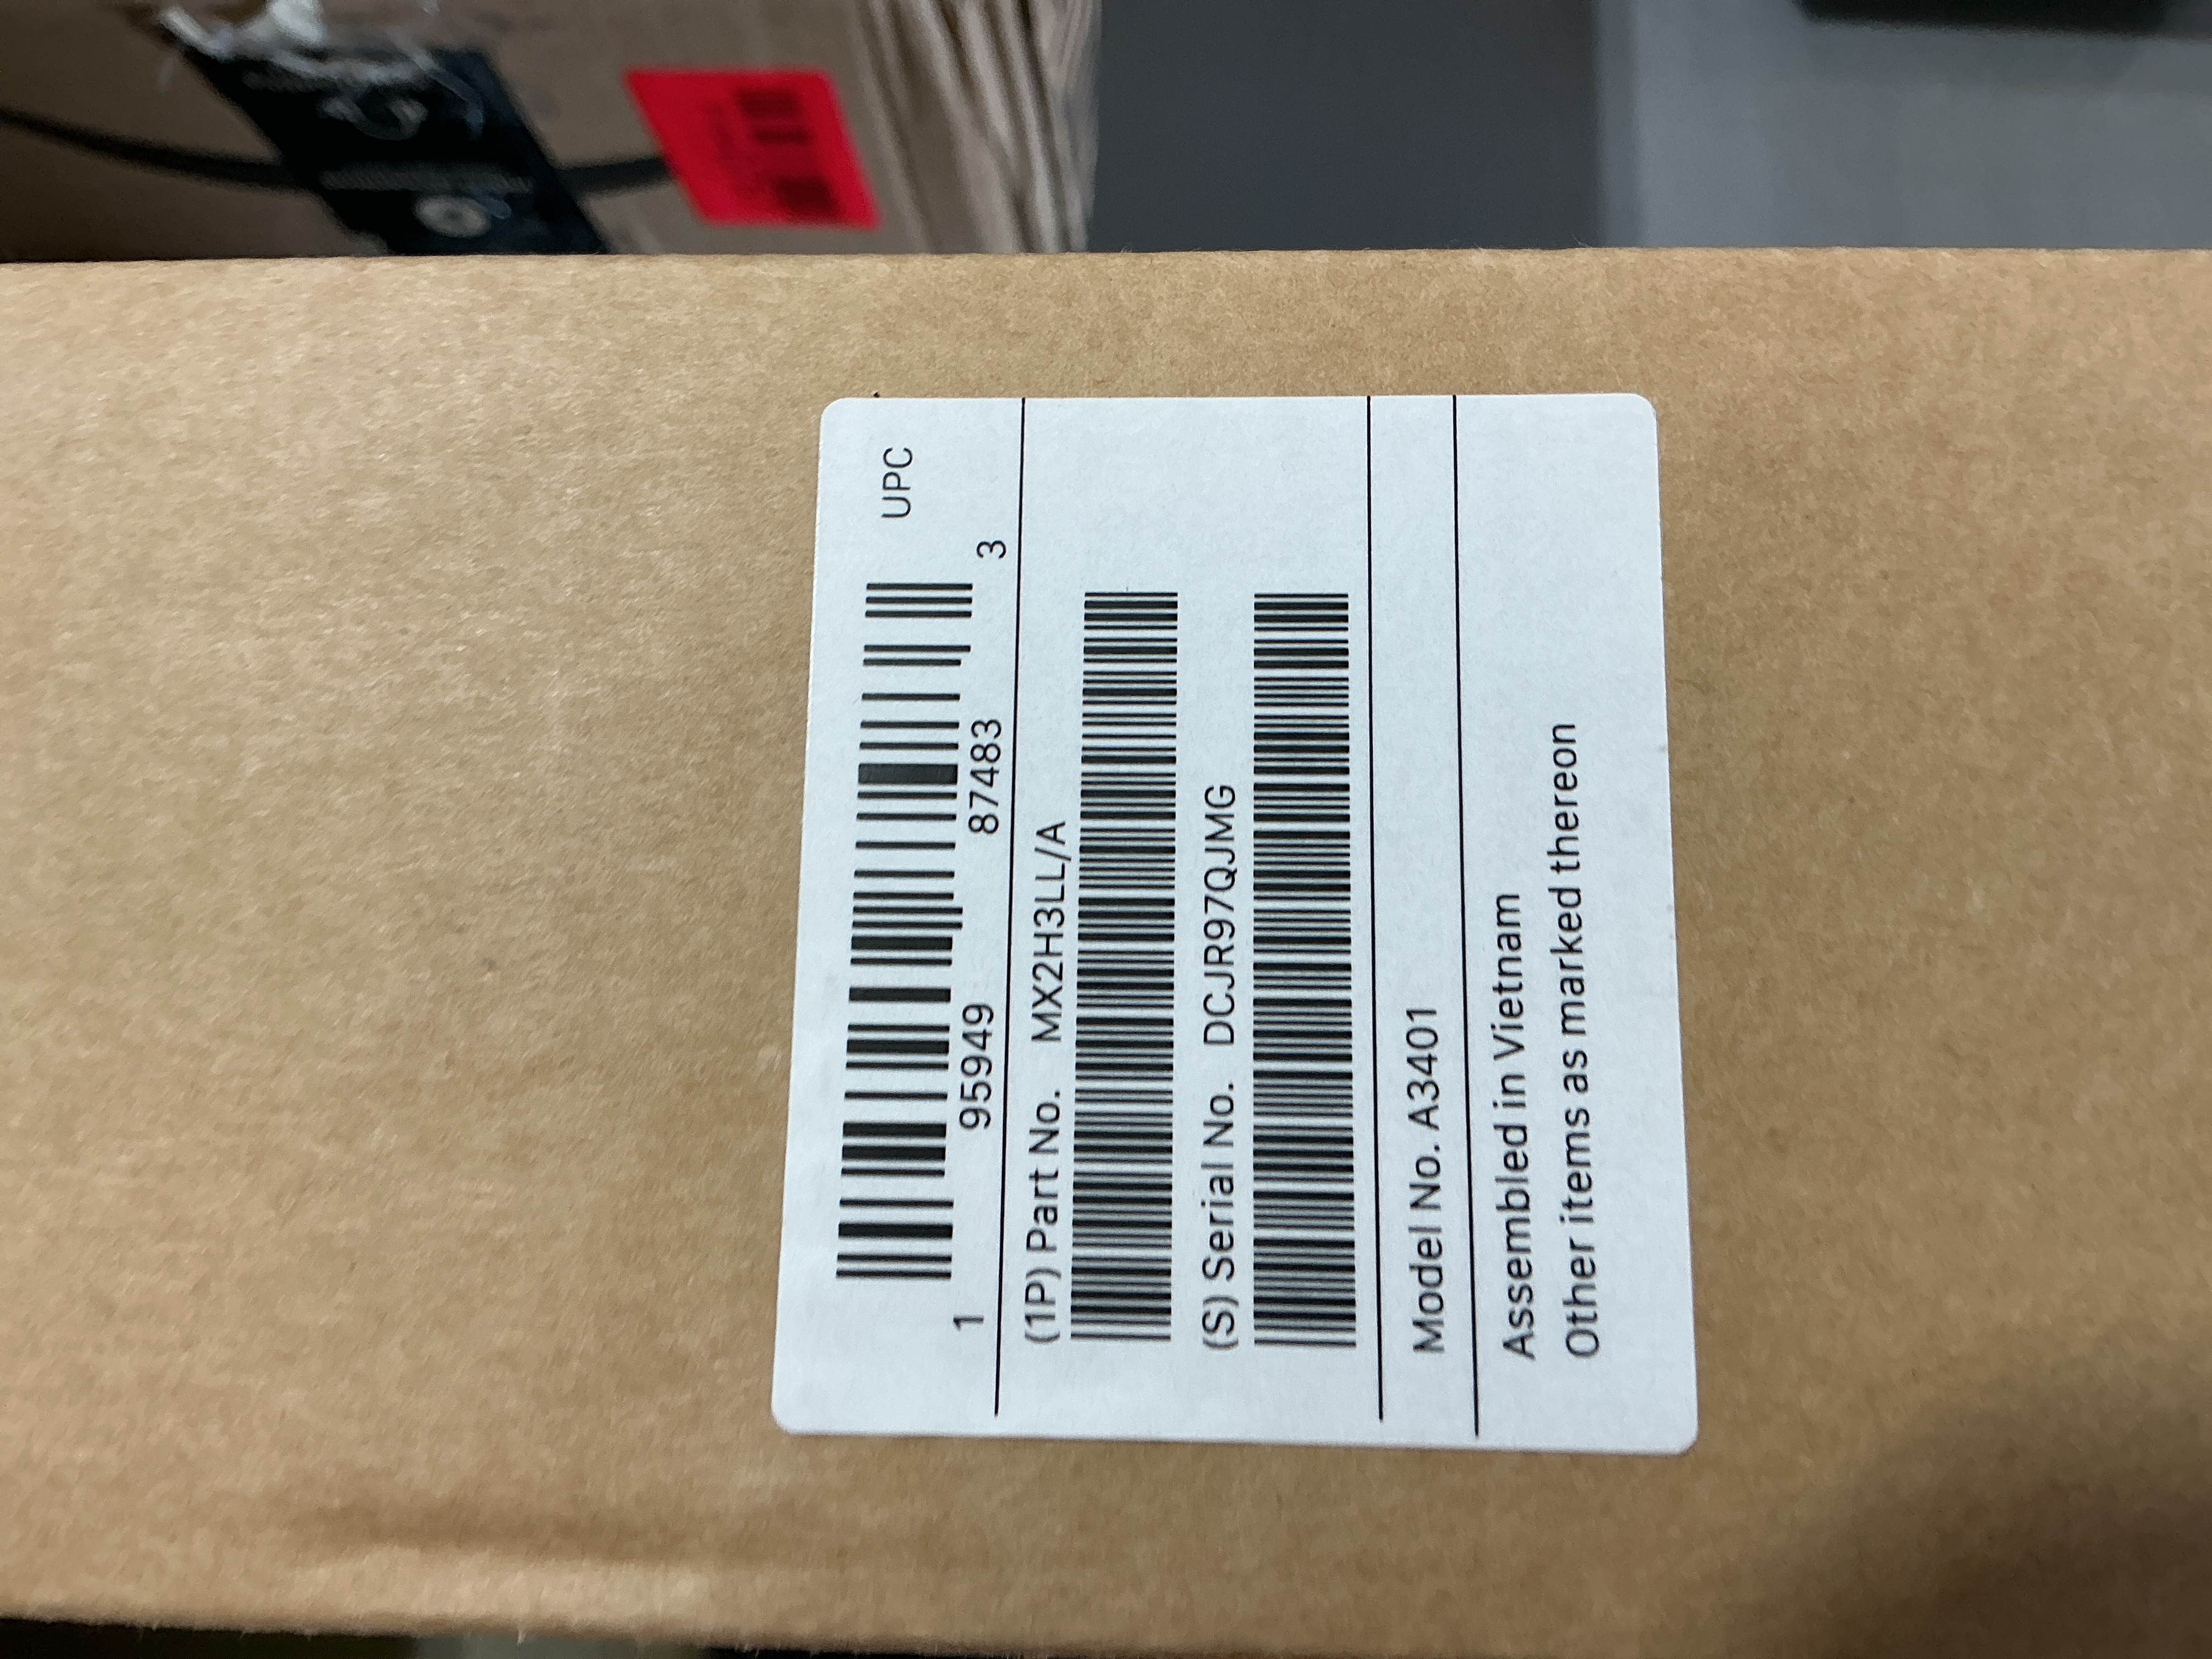 UPC
1 95949 87483 3
(1P) Part No. MX2H3LL/A
(S) Serial No. DCJR97QJMG
Model No. A3401
Assembled in Vietnam
Other items as marked thereon